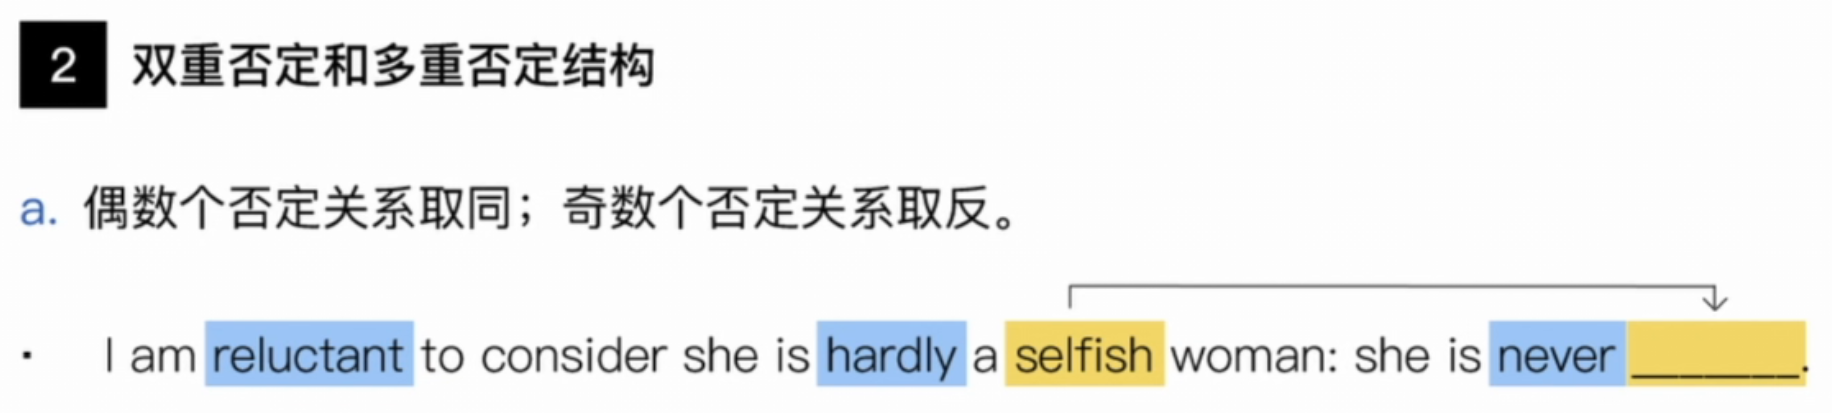 2 双重否定和多重否定结构
a. 偶数个否定关系取同；奇数个否定关系取反。
· I am reluctant to consider she is hardly a selfish woman: she is never ________.